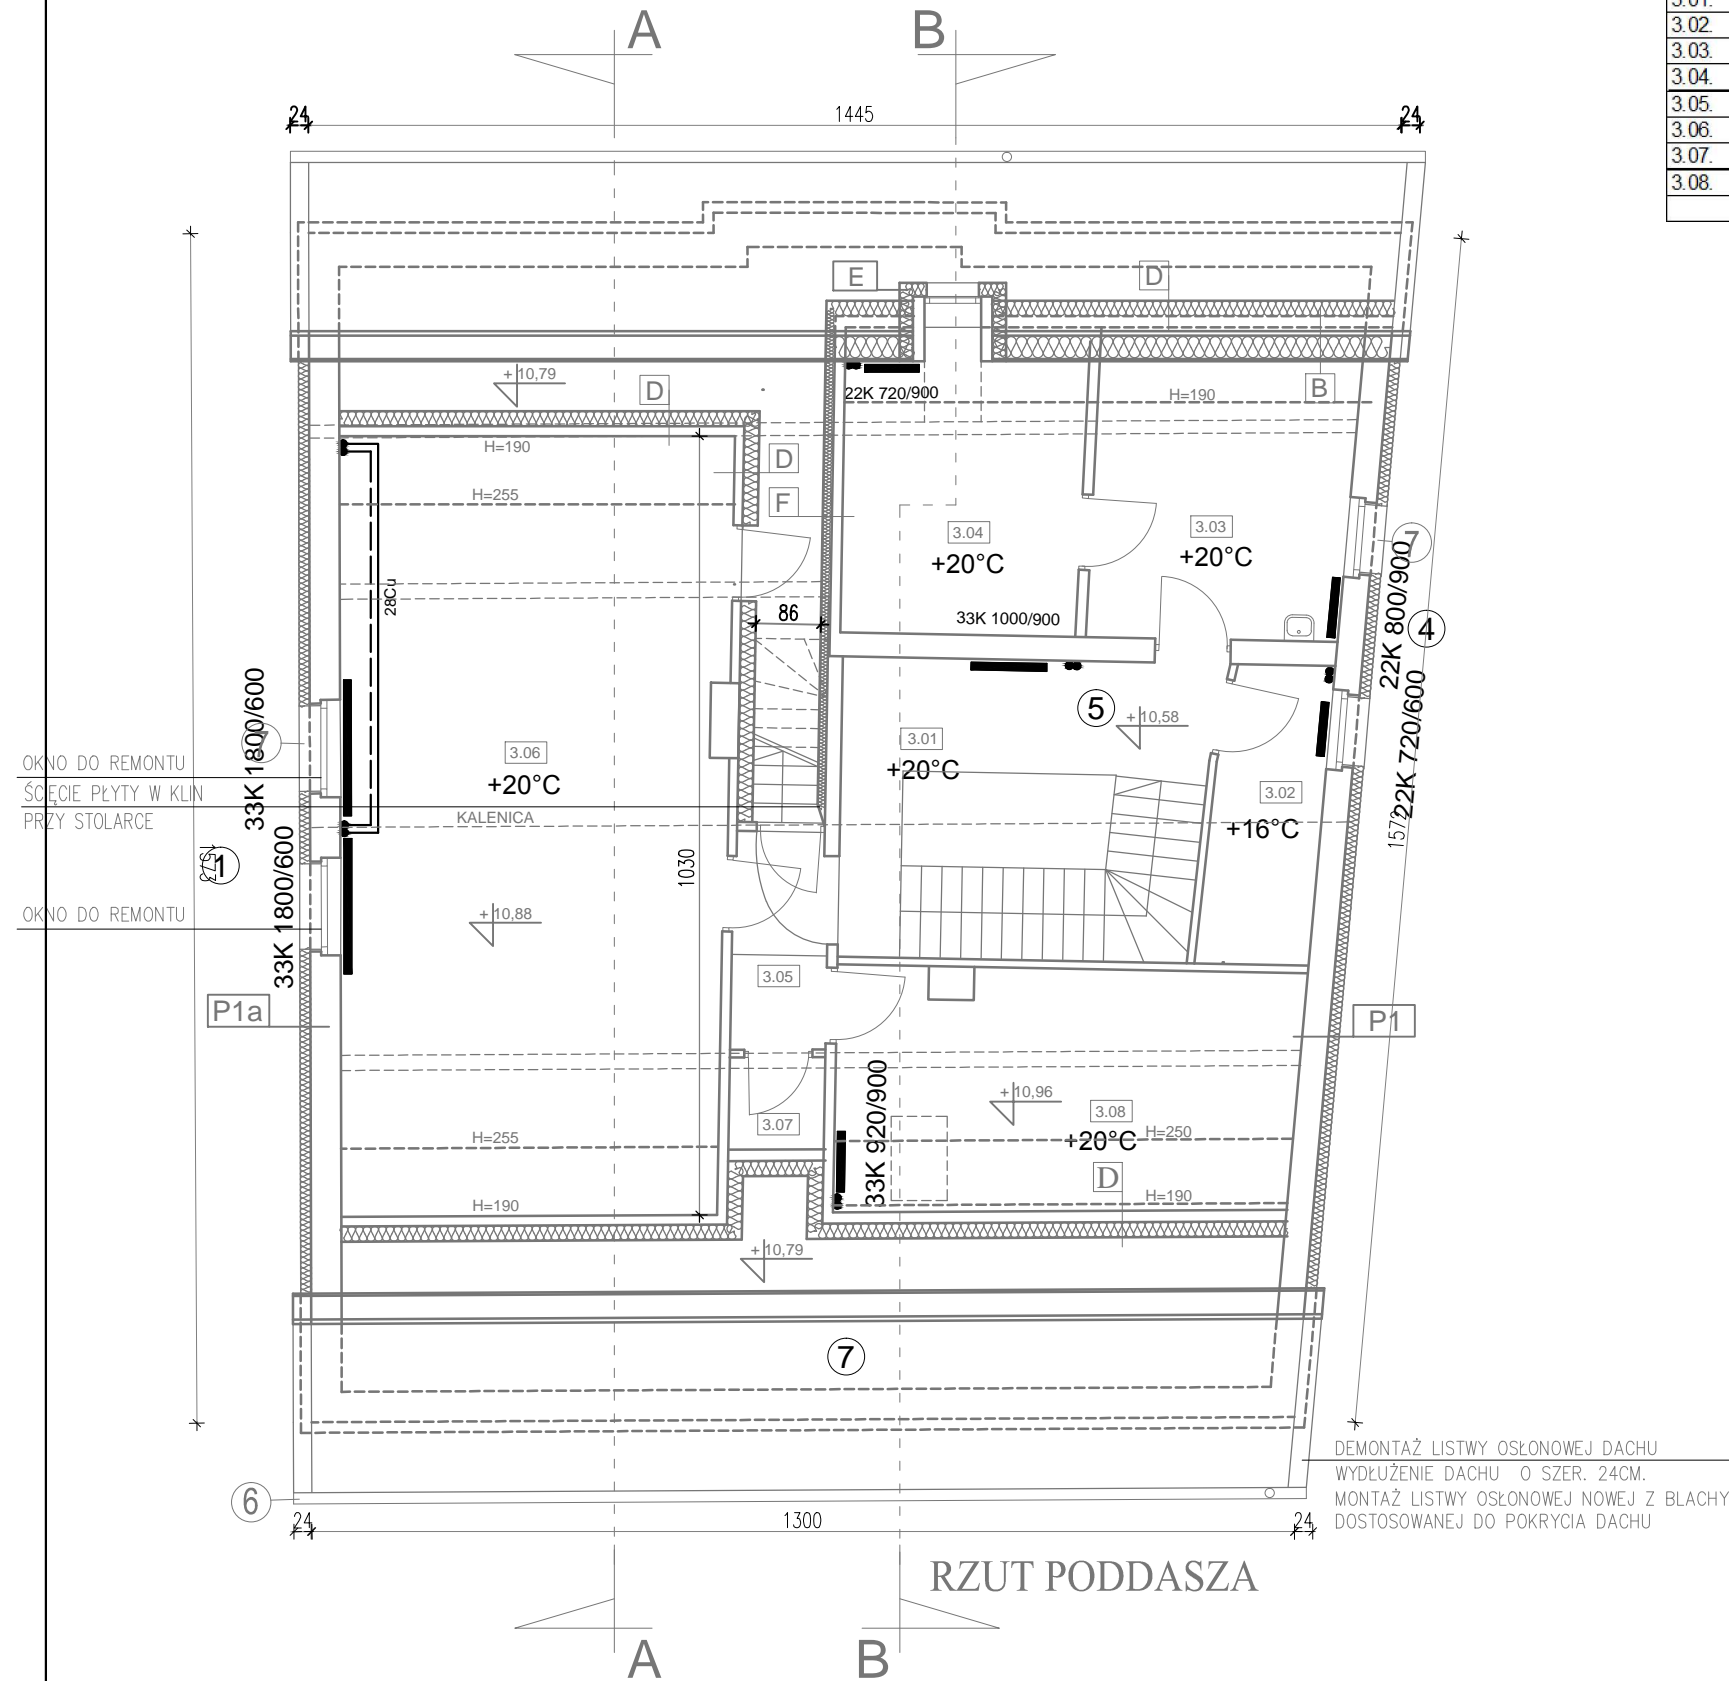 A
B
3.01.
3.02.
3.03.
3.04.
3.05.
3.06.
3.07.
3.08.
24
1445
24
E
D
+10,79
D
B
22K 720/900
H=190
H=190
D
H=255
F
3.04
+20°C
3.03
+20°C
7
28Cu
86
33K 1000/900
22K 800/900
4
33K 1800/600
7
5
+10,58
22K 720/600
3.06
+20°C
3.01
+20°C
3.02
+16°C
OKNO DO REMONTU
ŚCIĘCIE PŁYTY W KLIN
PRZY STOLARCE
KALENICA
1572
1573
1
1030
33K 1800/600
OKNO DO REMONTU
+10,88
3.05
P1a
P1
33K 920/900
+10,96
3.08
+20°C
H=250
3.07
H=255
D
H=190
H=190
+10,79
7
DEMONTAŻ LISTWY OSŁONOWEJ DACHU
WYDŁUŻENIE DACHU O SZER. 24CM.
MONTAŻ LISTWY OSŁONOWEJ NOWEJ Z BLACHY
DOSTOSOWANEJ DO POKRYCIA DACHU
6
24
1300
24
RZUT PODDASZA
A
B